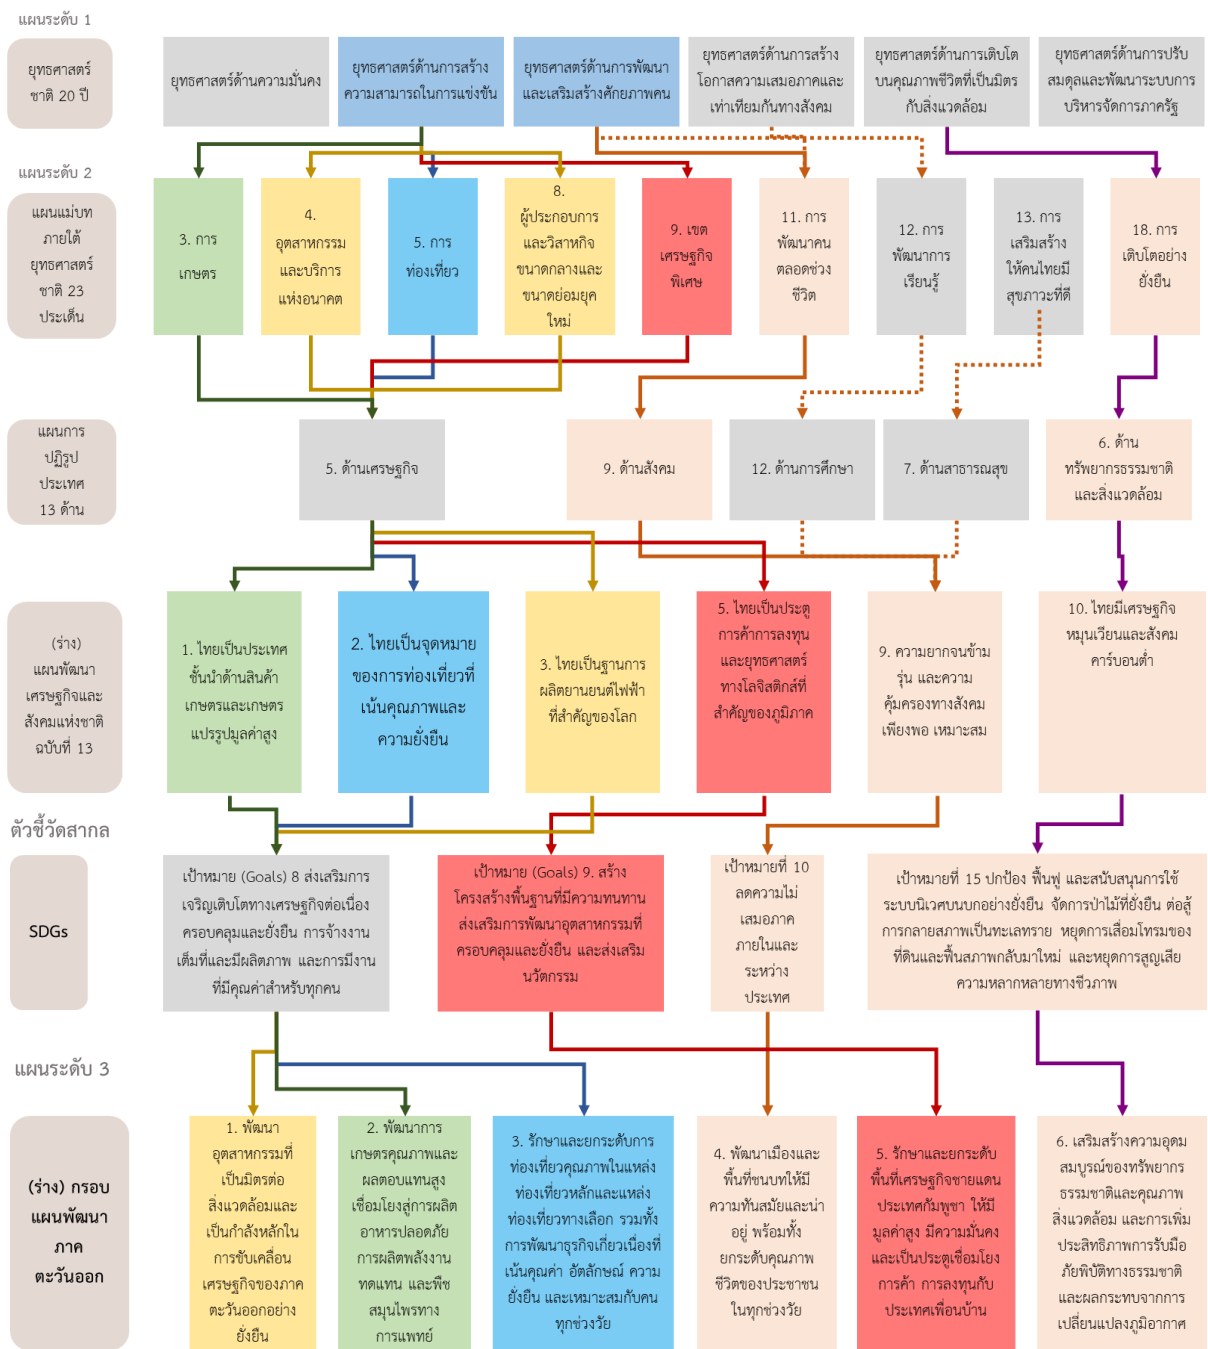 แผนระดับ 1
ยุทธศาสตร์
ชาติ 20 ปี
ยุทธศาสตร์ด้านความมั่นคง
ยุทธศาสตร์ด้านการสร้าง
ความสามารถในการแข่งขัน
ยุทธศาสตร์ด้านการพัฒนา
และเสริมสร้างศักยภาพคน
ยุทธศาสตร์ด้านการสร้าง
โอกาสความเสมอภาคและ
เท่าเทียมกันทางสังคม
ยุทธศาสตร์ด้านการเติบโต
บนคุณภาพชีวิตที่เป็นมิตร
กับสิ่งแวดล้อม
ยุทธศาสตร์ด้านการปรับ
สมดุลและพัฒนาระบบการ
บริหารจัดการภาครัฐ
แผนระดับ 2
แผนแม่บท
ภายใต้
ยุทธศาสตร์
ชาติ 23
ประเด็น
3. การ
เกษตร
4.
อุตสาหกรรม
และบริการ
แห่งอนาคต
5. การ
ท่องเที่ยว
8.
ผู้ประกอบการ
และวิสาหกิจ
ขนาดกลางและ
ขนาดย่อมยุค
ใหม่
9. เขต
เศรษฐกิจ
พิเศษ
11. การ
พัฒนาคน
ตลอดช่วง
ชีวิต
12. การ
พัฒนาการ
เรียนรู้
13. การ
เสริมสร้าง
ให้คนไทยมี
สุขภาวะที่ดี
18. การ
เติบโตอย่าง
ยั่งยืน
แผนการ
ปฏิรูป
ประเทศ
13 ด้าน
5. ด้านเศรษฐกิจ
9. ด้านสังคม
12. ด้านการศึกษา
7. ด้านสาธารณสุข
6. ด้าน
ทรัพยากรธรรมชาติ
และสิ่งแวดล้อม
(ร่าง)
แผนพัฒนา
เศรษฐกิจและ
สังคมแห่งชาติ
ฉบับที่ 13
1. ไทยเป็นประเทศ
ชั้นนำด้านสินค้า
เกษตรและเกษตร
แปรรูปมูลค่าสูง
2. ไทยเป็นจุดหมาย
ของการท่องเที่ยวที่
เน้นคุณภาพและ
ความยั่งยืน
3. ไทยเป็นฐานการ
ผลิตยานยนต์ไฟฟ้า
ที่สำคัญของโลก
5. ไทยเป็นประตู
การค้าการลงทุน
และยุทธศาสตร์
ทางโลจิสติกส์ที่
สำคัญของภูมิภาค
9. ความยากจนข้าม
รุ่น และความ
คุ้มครองทางสังคม
เพียงพอ เหมาะสม
10. ไทยมีเศรษฐกิจ
หมุนเวียนและสังคม
คาร์บอนต่ำ
ตัวชี้วัดสากล
SDGs
เป้าหมาย (Goals) 8 ส่งเสริมการ
เจริญเติบโตทางเศรษฐกิจต่อเนื่อง
ครอบคลุมและยั่งยืน การจ้างงาน
เต็มที่และมีผลิตภาพ และการมีงาน
ที่มีคุณค่าสำหรับทุกคน
เป้าหมาย (Goals) 9. สร้าง
โครงสร้างพื้นฐานที่มีความทนทาน
ส่งเสริมการพัฒนาอุตสาหกรรมที่
ครอบคลุมและยั่งยืน และส่งเสริม
นวัตกรรม
เป้าหมายที่ 10
ลดความไม่
เสมอภาค
ภายในและ
ระหว่าง
ประเทศ
เป้าหมายที่ 15 ปกป้อง ฟื้นฟู และสนับสนุนการใช้
ระบบนิเวศบนบกอย่างยั่งยืน จัดการป่าไม้ที่ยั่งยืน ต่อสู้
การกลายสภาพเป็นทะเลทราย หยุดการเสื่อมโทรมของ
ที่ดินและฟื้นสภาพกลับมาใหม่ และหยุดการสูญเสีย
ความหลากหลายทางชีวภาพ
แผนระดับ 3
(ร่าง) กรอบ
แผนพัฒนา
ภาค
ตะวันออก
1. พัฒนา
อุตสาหกรรมที่
เป็นมิตรต่อ
สิ่งแวดล้อมและ
เป็นกำลังหลักใน
การขับเคลื่อน
เศรษฐกิจของภาค
ตะวันออกอย่าง
ยั่งยืน
2. พัฒนาการ
เกษตรคุณภาพและ
ผลตอบแทนสูง
เชื่อมโยงสู่การผลิต
อาหารปลอดภัย
การผลิตพลังงาน
ทดแทน และพืช
สมุนไพรทาง
การแพทย์
3. รักษาและยกระดับการ
ท่องเที่ยวคุณภาพในแหล่ง
ท่องเที่ยวหลักและแหล่ง
ท่องเที่ยวทางเลือก รวมทั้ง
การพัฒนาธุรกิจเกี่ยวเนื่องที่
เน้นคุณค่า อัตลักษณ์ ความ
ยั่งยืน และเหมาะสมกับคน
ทุกช่วงวัย
4. พัฒนาเมืองและ
พื้นที่ชนบทให้มี
ความทันสมัยและน่า
อยู่ พร้อมทั้ง
ยกระดับคุณภาพ
ชีวิตของประชาชน
ในทุกช่วงวัย
5. รักษาและยกระดับ
พื้นที่เศรษฐกิจชายแดน
ประเทศกัมพูชา ให้มี
มูลค่าสูง มีความมั่นคง
และเป็นประตูเชื่อมโยง
การค้า การลงทุนกับ
ประเทศเพื่อนบ้าน
6. เสริมสร้างความอุดม
สมบูรณ์ของทรัพยากร
ธรรมชาติและคุณภาพ
สิ่งแวดล้อม และการเพิ่ม
ประสิทธิภาพการรับมือ
ภัยพิบัติทางธรรมชาติ
และผลกระทบจากการ
เปลี่ยนแปลงภูมิอากาศ